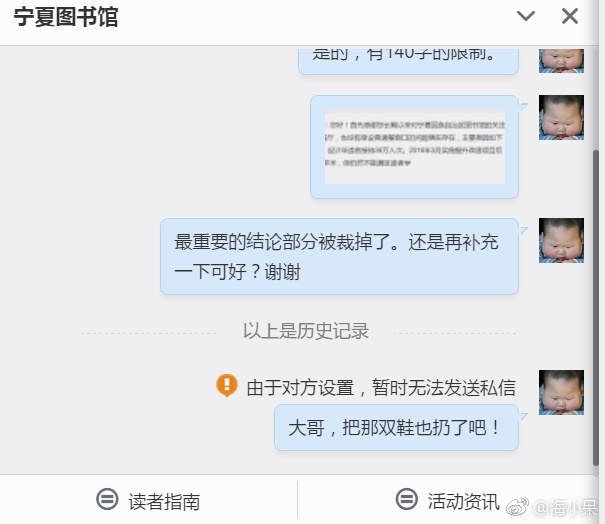 宁夏图书馆
是的，有140字的限制。
最重要的结论部分被裁掉了。还是再补充
一下可好？谢谢
以上是历史记录
由于对方设置，暂时无法发送私信
大哥，把那双鞋也扔了吧！
读者指南
活动资讯
@海小果